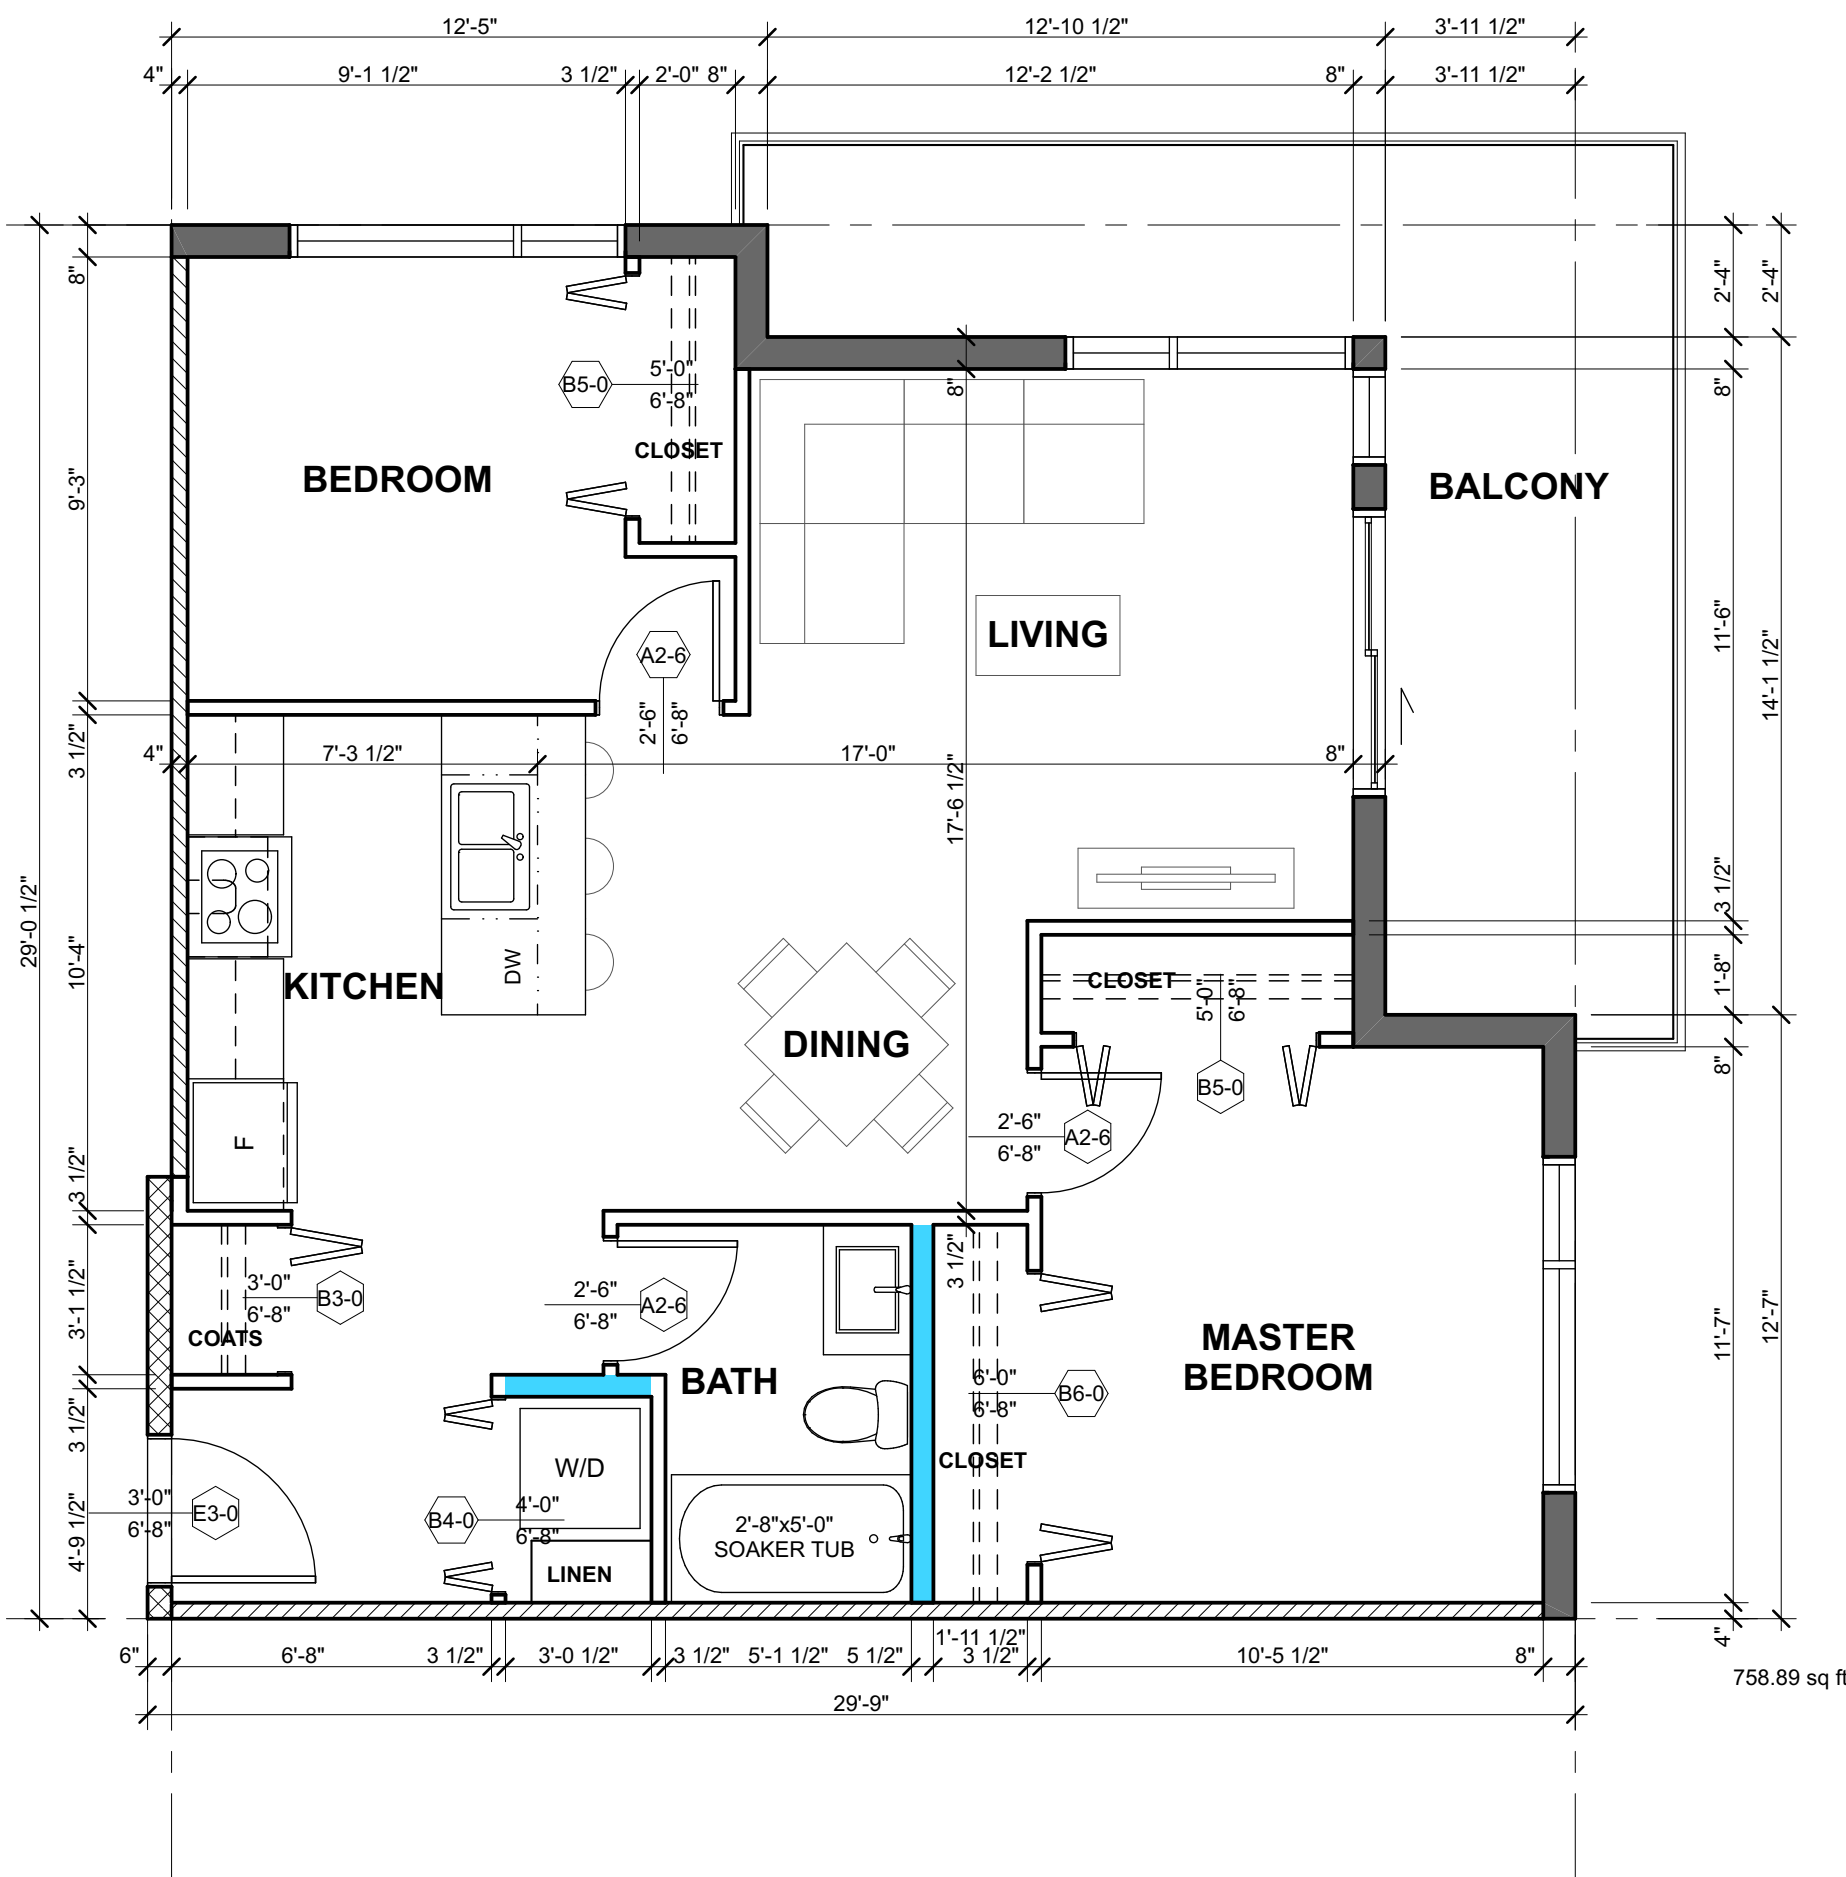 12'-5"
12'-10 1/2"
3'-11 1/2"
4"
9'-1 1/2"
3 1/2"
2'-0"
8"
12'-2 1/2"
8"
3'-11 1/2"
8"
9'-3"
3 1/2"
10'-4"
3 1/2"
3'-1 1/2"
3 1/2"
4'-9 1/2"
29'-0 1/2"
2'-4"
2'-4"
8"
11'-6"
14'-1 1/2"
3 1/2"
1'-8"
8"
11'-7"
12'-7"
4"
B5-0
5'-0"
6'-8"
CLOSET
BEDROOM
8"
BALCONY
LIVING
A2-6
2'-6"
6'-8"
4"
7'-3 1/2"
17'-0"
8"
17'-6 1/2"
KITCHEN
DW
F
DINING
CLOSET
5'-0"
6'-8"
B5-0
2'-6"
6'-8"
A2-6
3'-0"
6'-8"
B3-0
COATS
2'-6"
6'-8"
A2-6
3 1/2"
BATH
MASTER
BEDROOM
6'-0"
6'-8"
B6-0
CLOSET
W/D
3'-0"
6'-8"
E3-0
B4-0
4'-0"
6'-8"
LINEN
2'-8"x5'-0"
SOAKER TUB
6"
6'-8"
3 1/2"
3'-0 1/2"
3 1/2"
5'-1 1/2"
5 1/2"
1'-11 1/2"
3 1/2"
10'-5 1/2"
8"
29'-9"
758.89 sq ft